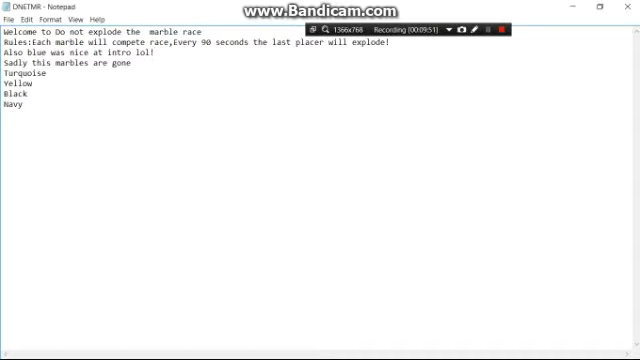 www.Bandicam.com
DNETMR - Notepad
1366x768 Recording [00:09:51]
File Edit Format View Help
Welcome to Do not explode the  marble race
Rules:Each marble will compete race,Every 90 seconds the last placer will explode!
Also blue was nice at intro lol!
Sadly this marbles are gone
Turquoise
Yellow
Black
Navy